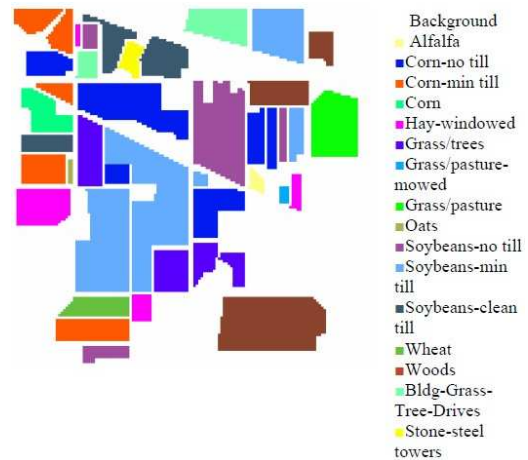 Background
Alfalfa
Corn-no till
Corn-min till
Corn
Hay-windowed
Grass/trees
Grass/pasture-
mowed
Grass/pasture
Oats
Soybeans-no till
Soybeans-min
till
Soybeans-clean
till
Wheat
Woods
Bldg-Grass-
Tree-Drives
Stone-steel
towers